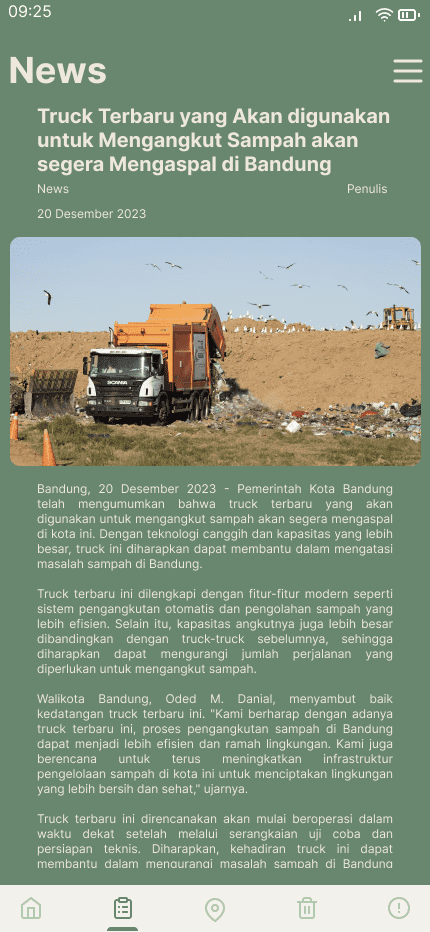 09:25
News
Truck Terbaru yang Akan digunakan
untuk Mengangkut Sampah akan
segera Mengaspal di Bandung
News Penulis
20 Desember 2023
SCANIA
Bandung, 20 Desember 2023 - Pemerintah Kota Bandung
telah mengumumkan bahwa truck terbaru yang akan
digunakan untuk mengangkut sampah akan segera mengaspal
di kota ini. Dengan teknologi canggih dan kapasitas yang lebih
besar, truck ini diharapkan dapat membantu dalam mengatasi
masalah sampah di Bandung.
Truck terbaru ini dilengkapi dengan fitur-fitur modern seperti
sistem pengangkutan otomatis dan pengolahan sampah yang
lebih efisien. Selain itu, kapasitas angkutnya juga lebih besar
dibandingkan dengan truck-truck sebelumnya, sehingga
diharapkan dapat mengurangi jumlah perjalanan yang
diperlukan untuk mengangkut sampah.
Walikota Bandung, Oded M. Danial, menyambut baik
kedatangan truck terbaru ini. "Kami berharap dengan adanya
truck terbaru ini, proses pengangkutan sampah di Bandung
dapat menjadi lebih efisien dan ramah lingkungan. Kami juga
berencana untuk terus meningkatkan infrastruktur
pengelolaan sampah di kota ini untuk menciptakan lingkungan
yang lebih bersih dan sehat," ujarnya.
Truck terbaru ini direncanakan akan mulai beroperasi dalam
waktu dekat setelah melalui serangkaian uji coba dan
persiapan teknis. Diharapkan, kehadiran truck ini dapat
membantu dalam mengurangi masalah sampah di Bandung